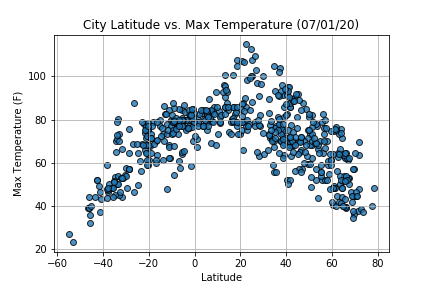 City Latitude vs. Max Temperature (07/01/20)
100
80
60
40
20
Max Temperature (F)
−60 −40 −20 0 20 40 60 80
Latitude